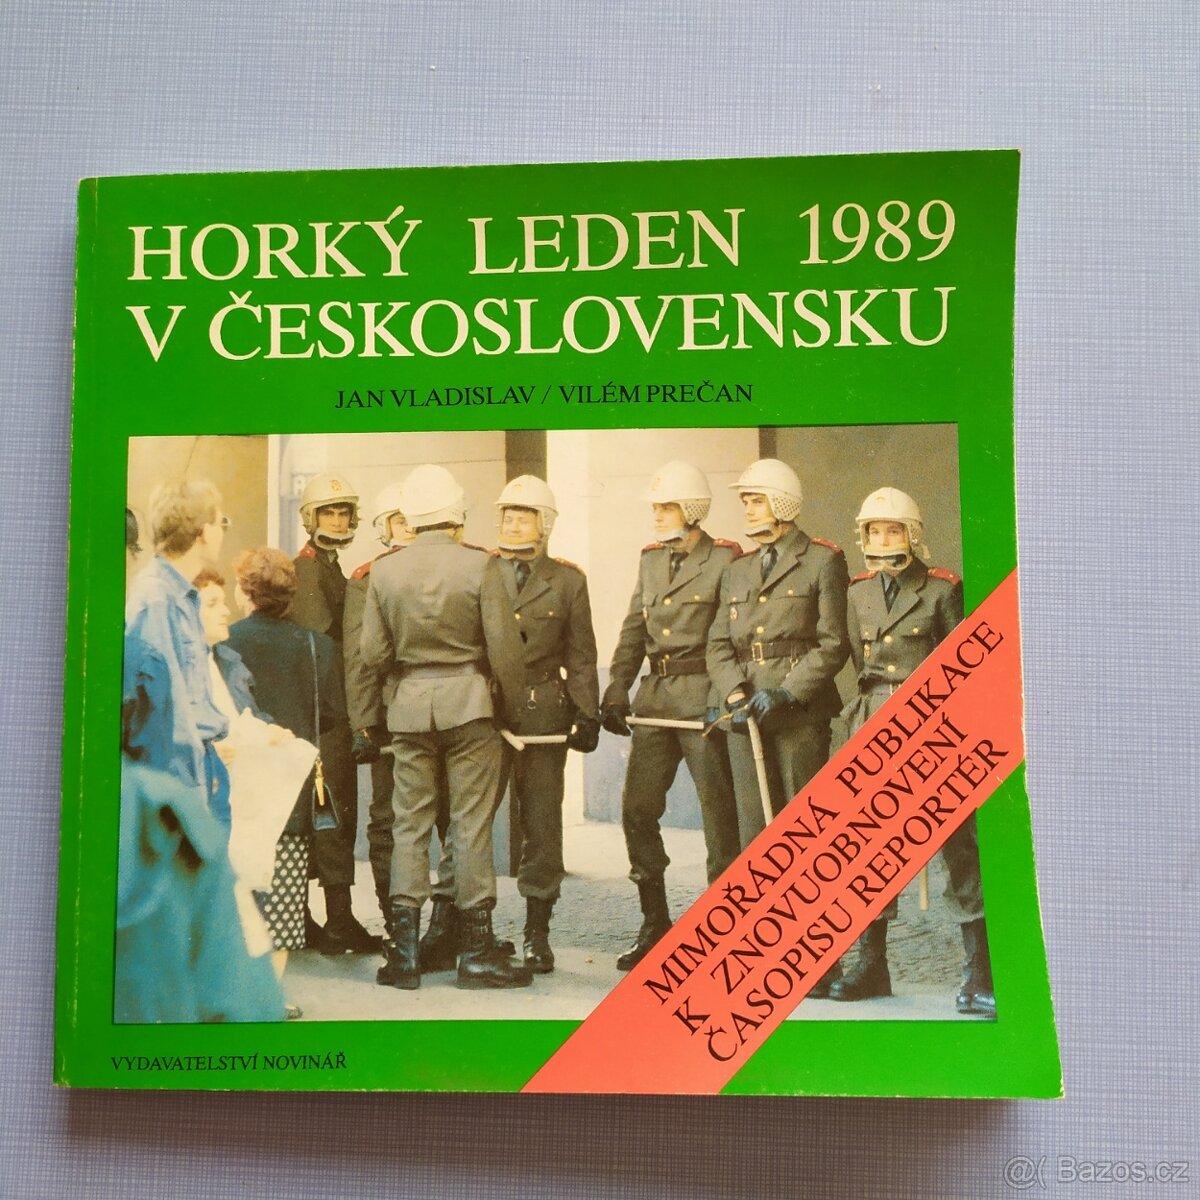 HORKÝ LEDEN 1989
V ČESKOSLOVENSKU
JAN VLADISLAV / VILÉM PREČAN
MIMOŘÁDNÁ PUBLIKACE
K ZNOVUOBNOVENÍ
ČASOPISU REPORTÉR
VYDAVATELSTVÍ NOVINÁŘ
@( Bazos.cz